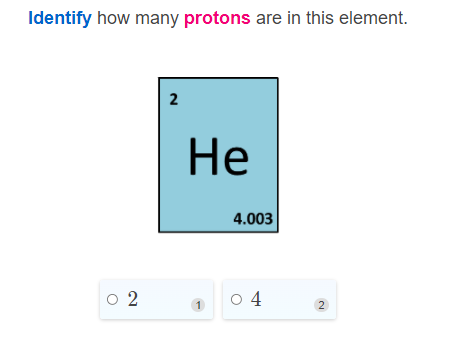 Identify how many protons are in this element.
2
He
4.003
2 1
4 2